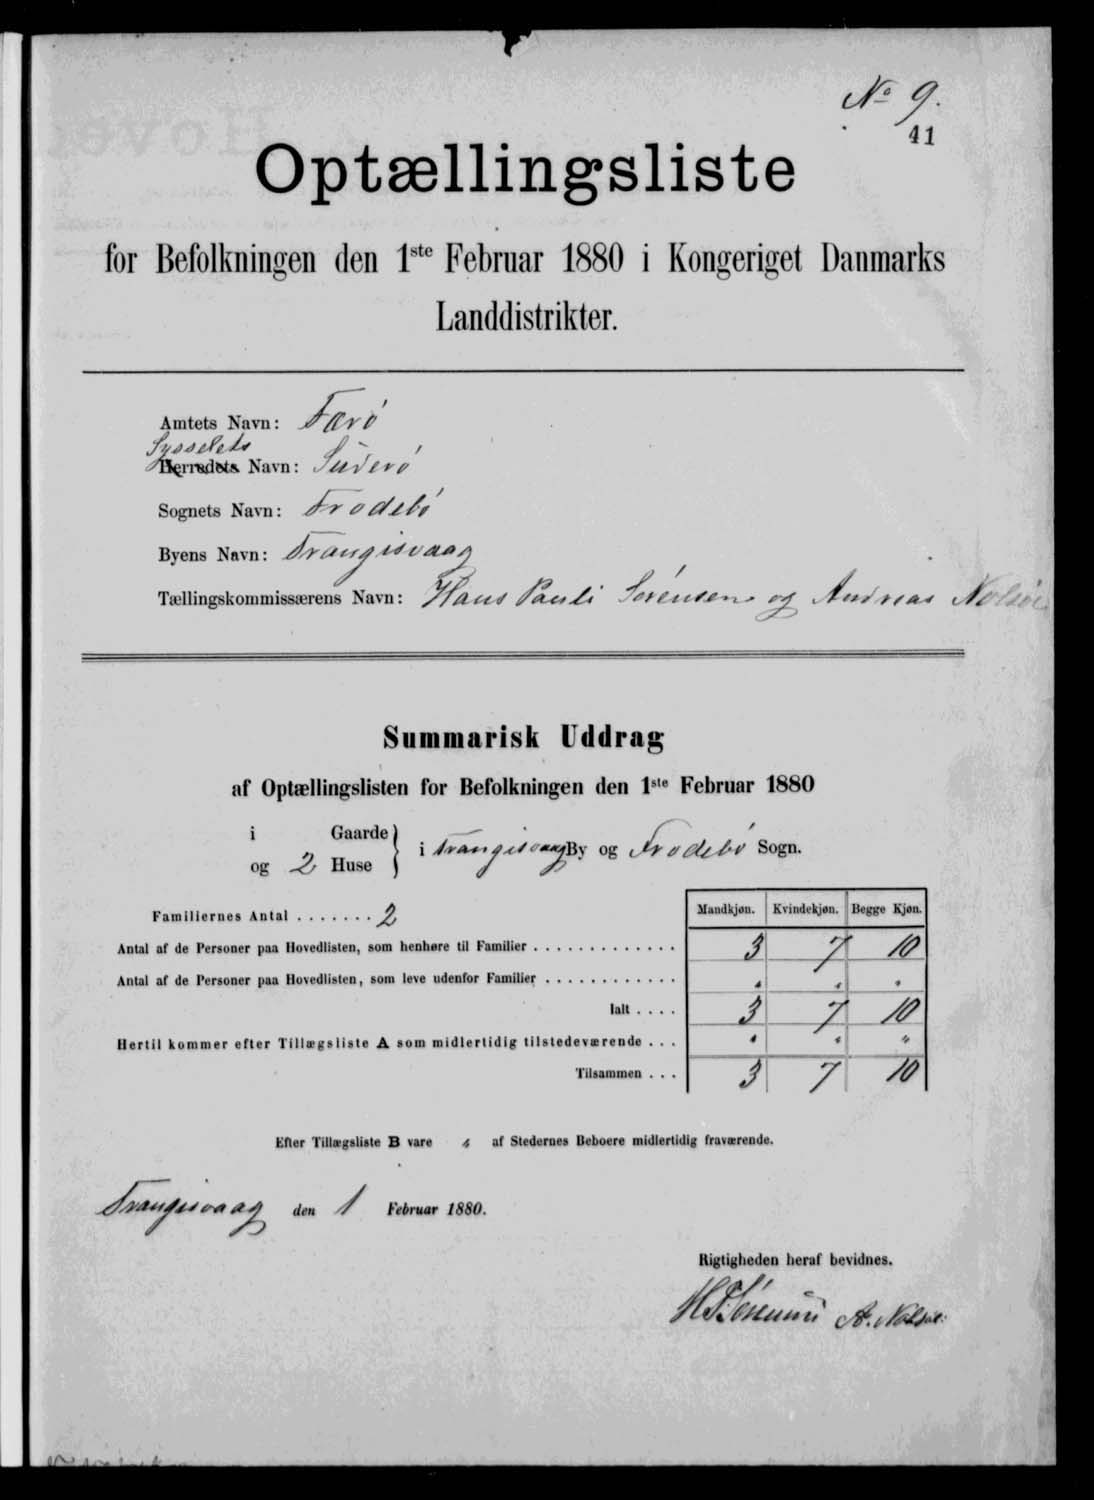 No 9.
41
Optællingsliste
for Befolkningen den 1ste Februar 1880 i Kongeriget Danmarks
Landdistrikter.
Amtets Navn: Færö
Sysselets
Herredets Navn: Süderö
Sognets Navn: Frodebö
Byens Navn: Trangisvaag
Tællingskommissærens Navn: Hans Pauli Sörensen og Andreas Nolsöe
Summarisk Uddrag
af Optællingslisten for Befolkningen den 1ste Februar 1880
i Gaarde
og 2 Huse
i Trangisvaag By og Frodebö Sogn.
Mandkjøn. Kvindekjøn. Begge Kjøn.
Familiernes Antal ....... 2
Antal af de Personer paa Hovedlisten, som henhøre til Familier ............. 3 7 10
Antal af de Personer paa Hovedlisten, som leve udenfor Familier ............ " " "
Ialt .... 3 7 10
Hertil kommer efter Tillægsliste A som midlertidig tilstedeværende ... " " "
Tilsammen ... 3 7 10
Efter Tillægsliste B vare " af Stedernes Beboere midlertidig fraværende.
Trangisvaag den 1 Februar 1880.
Rigtigheden heraf bevidnes.
HPSörensen A. Nolsöe